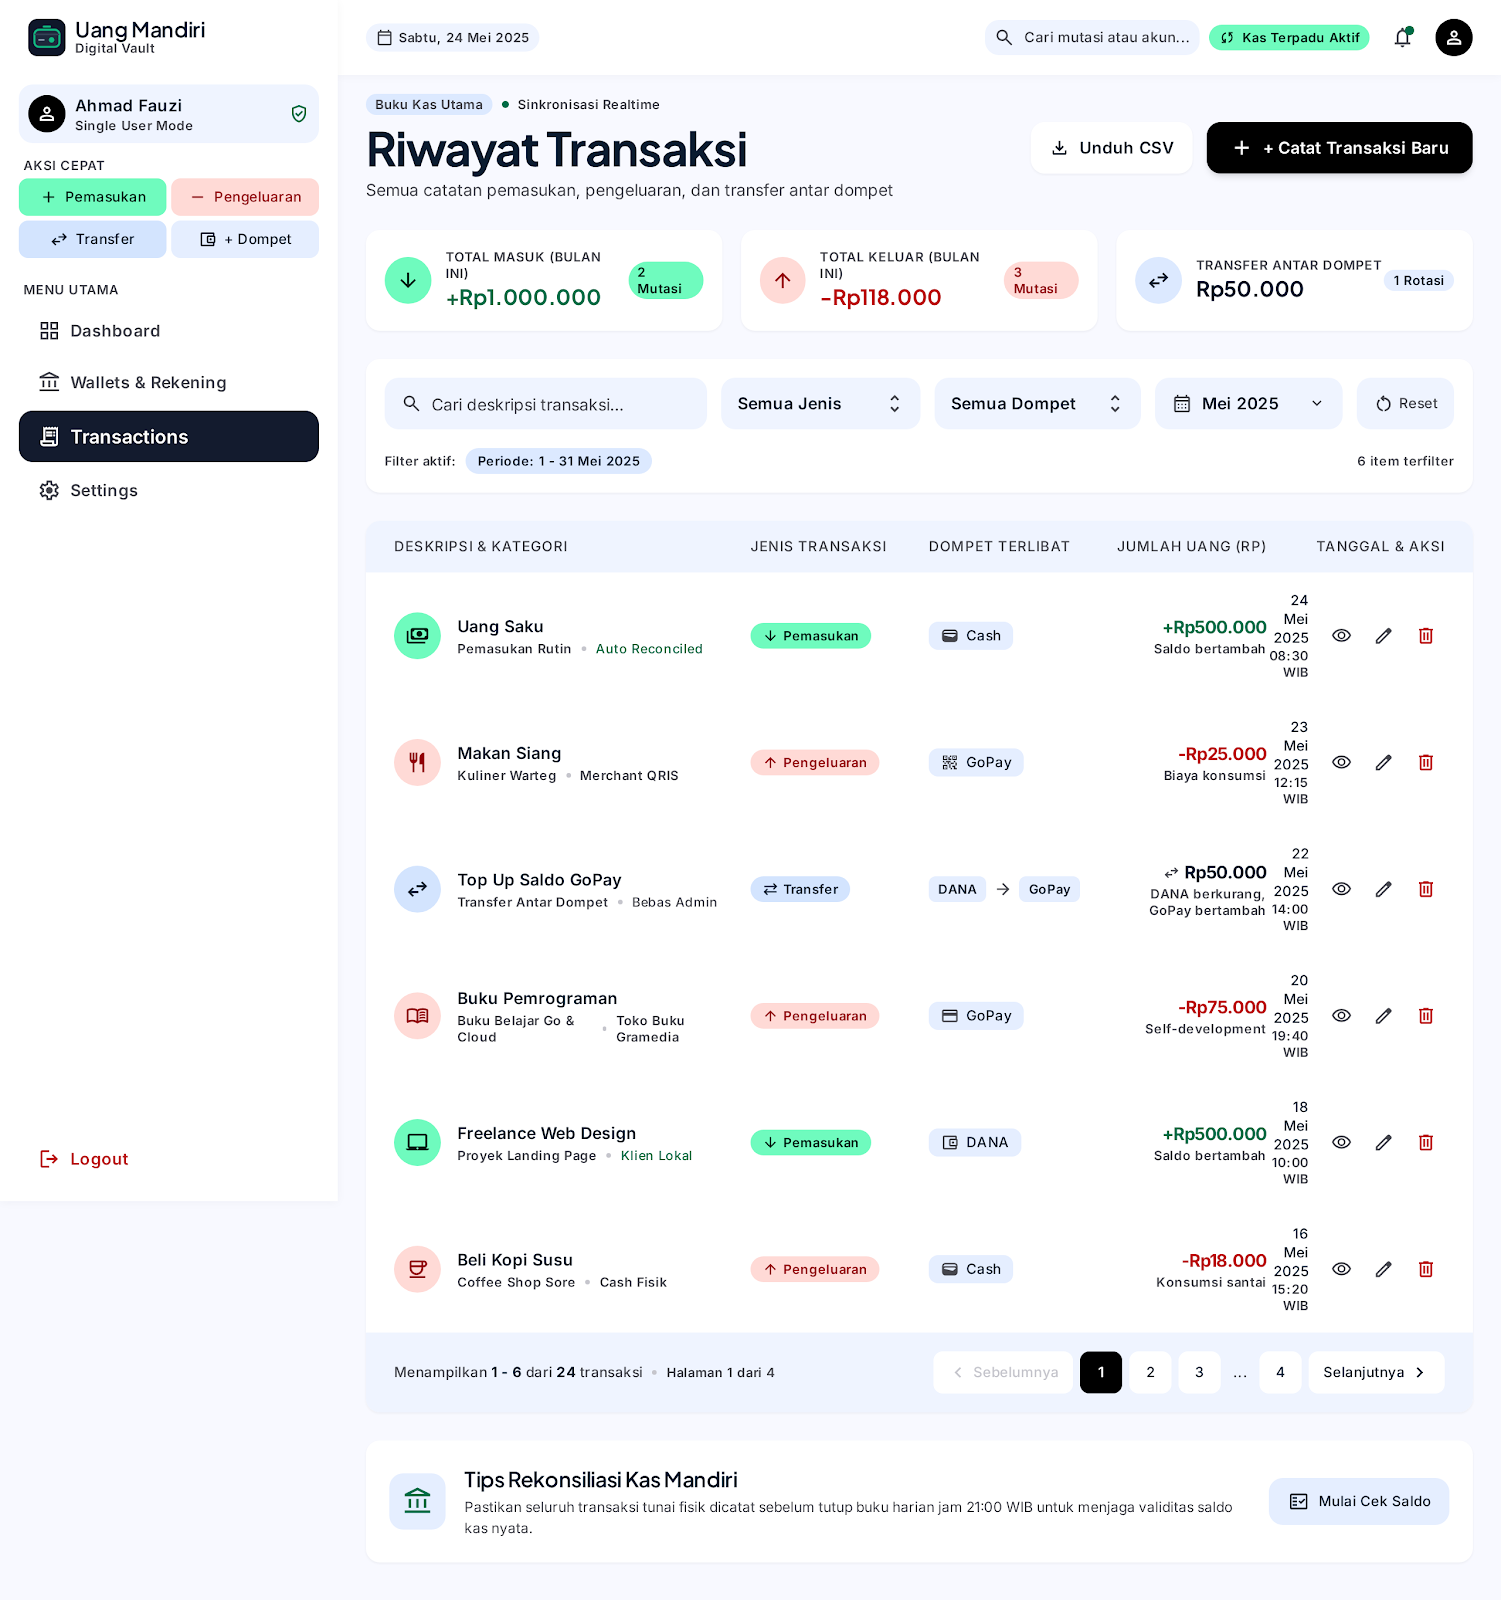 Uang Mandiri
Digital Vault
Ahmad Fauzi
Single User Mode
AKSI CEPAT
Pemasukan
Pengeluaran
Transfer
+ Dompet
MENU UTAMA
Dashboard
Wallets & Rekening
Transactions
Settings
Logout
Sabtu, 24 Mei 2025
Cari mutasi atau akun...
Kas Terpadu Aktif
Buku Kas Utama
Sinkronisasi Realtime
Riwayat Transaksi
Semua catatan pemasukan, pengeluaran, dan transfer antar dompet
Unduh CSV
+ Catat Transaksi Baru
TOTAL MASUK (BULAN
INI)
+Rp1.000.000
2
Mutasi
TOTAL KELUAR (BULAN
INI)
-Rp118.000
3
Mutasi
TRANSFER ANTAR DOMPET
Rp50.000
1 Rotasi
Cari deskripsi transaksi...
Semua Jenis
Semua Dompet
Mei 2025
Reset
Filter aktif:
Periode: 1 - 31 Mei 2025
6 item terfilter
DESKRIPSI & KATEGORI
JENIS TRANSAKSI
DOMPET TERLIBAT
JUMLAH UANG (RP)
TANGGAL & AKSI
Uang Saku
Pemasukan Rutin • Auto Reconciled
Pemasukan
Cash
+Rp500.000
Saldo bertambah
24
Mei
2025
08:30
WIB
Makan Siang
Kuliner Warteg • Merchant QRIS
Pengeluaran
GoPay
-Rp25.000
Biaya konsumsi
23
Mei
2025
12:15
WIB
Top Up Saldo GoPay
Transfer Antar Dompet • Bebas Admin
Transfer
DANA → GoPay
Rp50.000
DANA berkurang,
GoPay bertambah
22
Mei
2025
14:00
WIB
Buku Pemrograman
Buku Belajar Go &
Cloud
•
Toko Buku
Gramedia
Pengeluaran
GoPay
-Rp75.000
Self-development
20
Mei
2025
19:40
WIB
Freelance Web Design
Proyek Landing Page • Klien Lokal
Pemasukan
DANA
+Rp500.000
Saldo bertambah
18
Mei
2025
10:00
WIB
Beli Kopi Susu
Coffee Shop Sore • Cash Fisik
Pengeluaran
Cash
-Rp18.000
Konsumsi santai
16
Mei
2025
15:20
WIB
Menampilkan 1 - 6 dari 24 transaksi • Halaman 1 dari 4
Sebelumnya
1
2
3
...
4
Selanjutnya
Tips Rekonsiliasi Kas Mandiri
Pastikan seluruh transaksi tunai fisik dicatat sebelum tutup buku harian jam 21:00 WIB untuk menjaga validitas saldo
kas nyata.
Mulai Cek Saldo